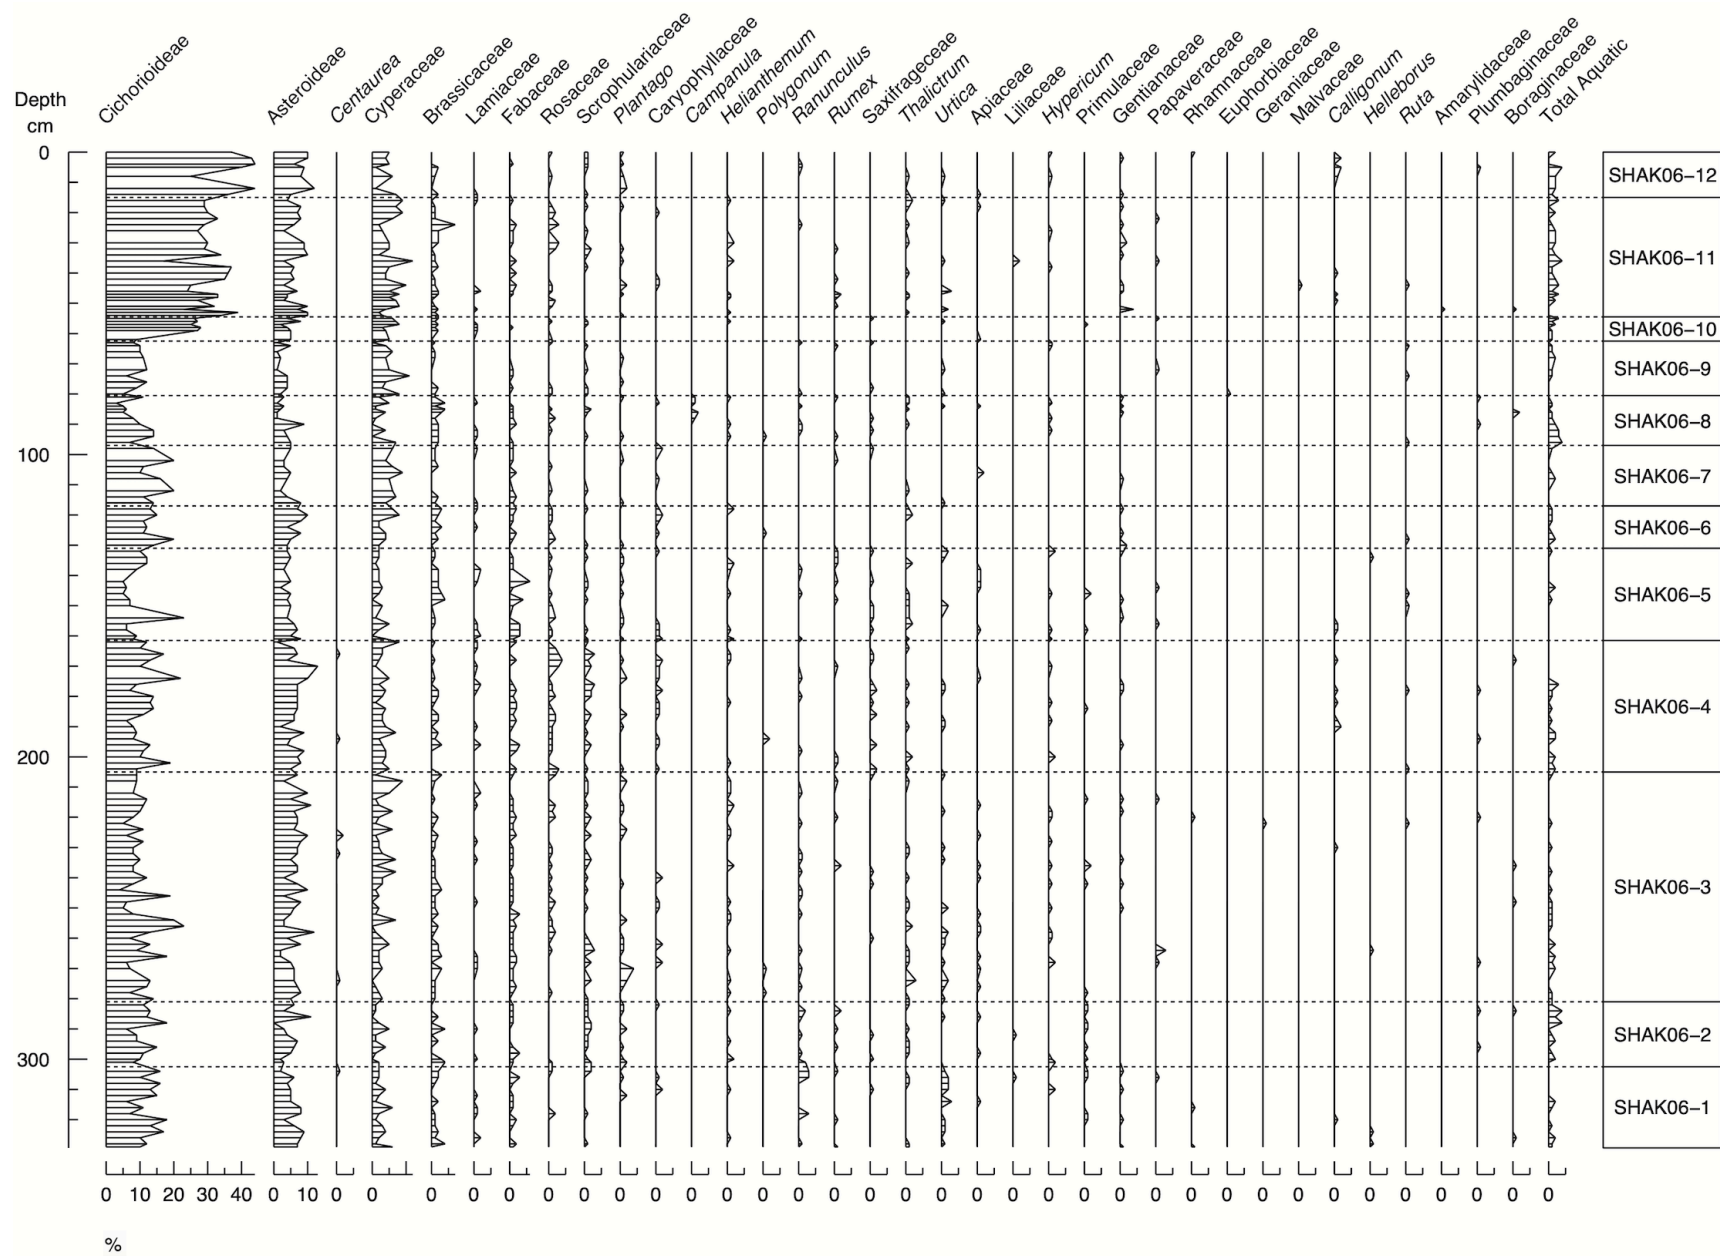 Cichorioideae
Asteroideae
Centaurea
Cyperaceae
Brassicaceae
Lamiaceae
Fabaceae
Rosaceae
Scrophulariaceae
Plantago
Caryophyllaceae
Campanula
Helianthemum
Polygonum
Ranunculus
Rumex
Saxifrageceae
Thalictrum
Urtica
Apiaceae
Liliaceae
Hypericum
Primulaceae
Gentianaceae
Papaveraceae
Rhamnaceae
Euphorbiaceae
Geraniaceae
Malvaceae
Calligonum
Helleborus
Ruta
Amarylidaceae
Plumbaginaceae
Boraginaceae
Total Aquatic
Depth
cm
0
100
200
300
SHAK06−12
SHAK06−11
SHAK06−10
SHAK06−9
SHAK06−8
SHAK06−7
SHAK06−6
SHAK06−5
SHAK06−4
SHAK06−3
SHAK06−2
SHAK06−1
0 10 20 30 40 0 10 0 0 0 0 0 0 0 0 0 0 0 0 0 0 0 0 0 0 0 0 0 0 0 0 0 0 0 0 0 0 0 0 0 0
%